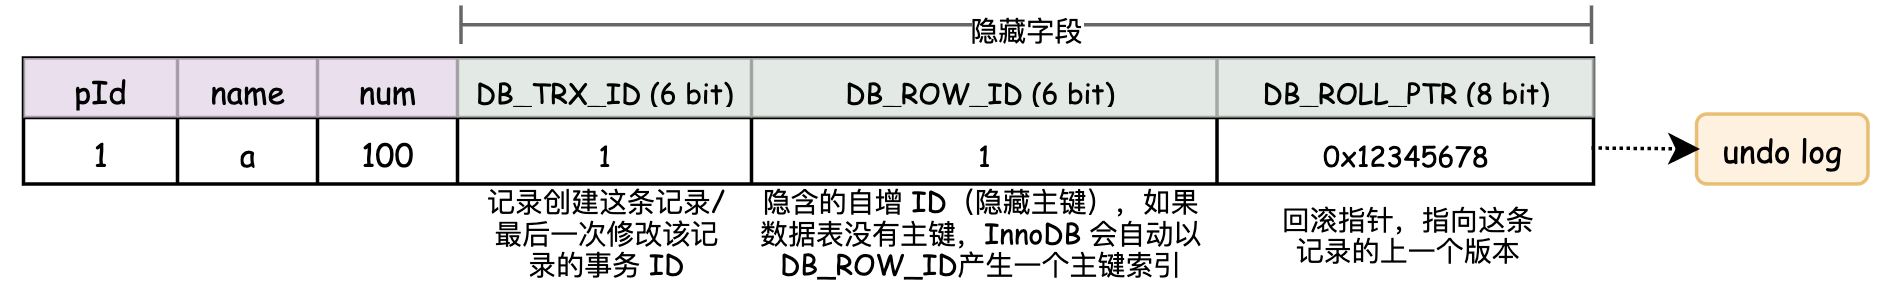 隐藏字段
pId name num DB_TRX_ID (6 bit) DB_ROW_ID (6 bit) DB_ROLL_PTR (8 bit)
1 a 100 1 1 0x12345678
undo log
记录创建这条记录/
最后一次修改该记
录的事务 ID
隐含的自增 ID（隐藏主键），如果
数据表没有主键，InnoDB 会自动以
DB_ROW_ID产生一个主键索引
回滚指针，指向这条
记录的上一个版本